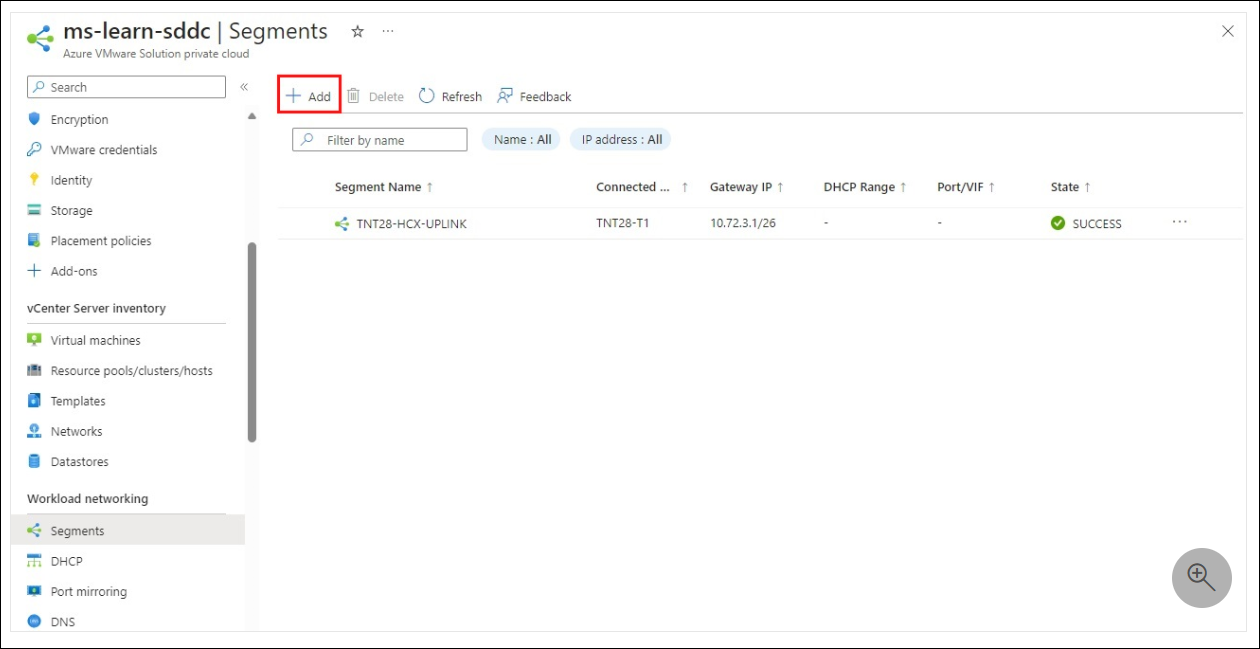 ms-learn-sddc | Segments ☆ ...
Azure VMware Solution private cloud
Search
«
Encryption
VMware credentials
Identity
Storage
Placement policies
Add-ons
vCenter Server inventory
Virtual machines
Resource pools/clusters/hosts
Templates
Networks
Datastores
Workload networking
Segments
DHCP
Port mirroring
DNS
Add Delete Refresh Feedback
Filter by name Name : All IP address : All
Segment Name ↑ Connected ... ↑ Gateway IP ↑ DHCP Range ↑ Port/VIF ↑ State ↑
TNT28-HCX-UPLINK TNT28-T1 10.72.3.1/26 - - SUCCESS ...